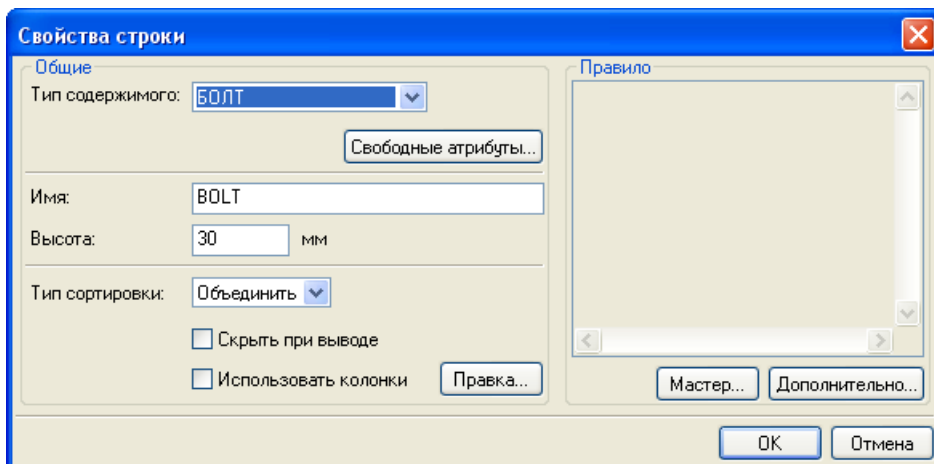 Свойства строки
Общие
Тип содержимого: БОЛТ
Свободные атрибуты...
Имя: BOLT
Высота: 30 мм
Тип сортировки: Объединить
Скрыть при выводе
Использовать колонки Правка...
Правило
Мастер... Дополнительно...
OK Отмена